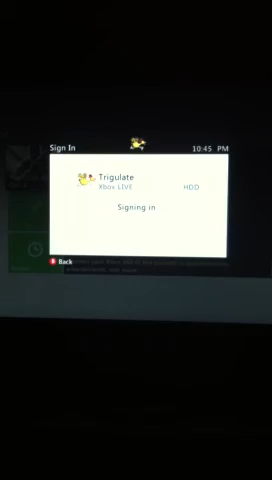 Sign In 10:45 PM
Trigulate
Xbox LIVE HDD
Signing in
B Back